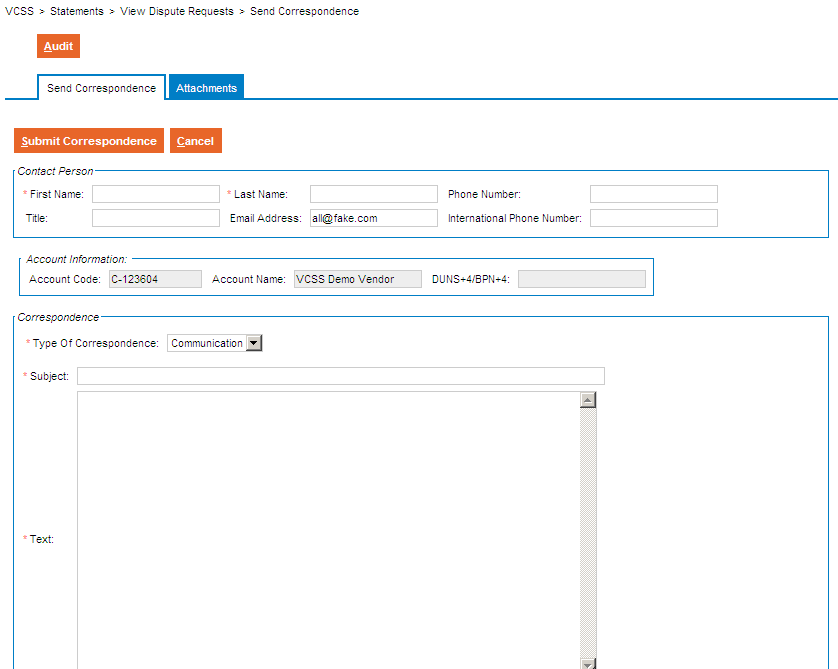 VCSS > Statements > View Dispute Requests > Send Correspondence
Audit
Send Correspondence Attachments
Submit Correspondence Cancel
Contact Person
* First Name: * Last Name: Phone Number:
Title: Email Address: all@fake.com International Phone Number:
Account Information:
Account Code: C-123604 Account Name: VCSS Demo Vendor DUNS+4/BPN+4:
Correspondence
* Type Of Correspondence: Communication
* Subject:
* Text: